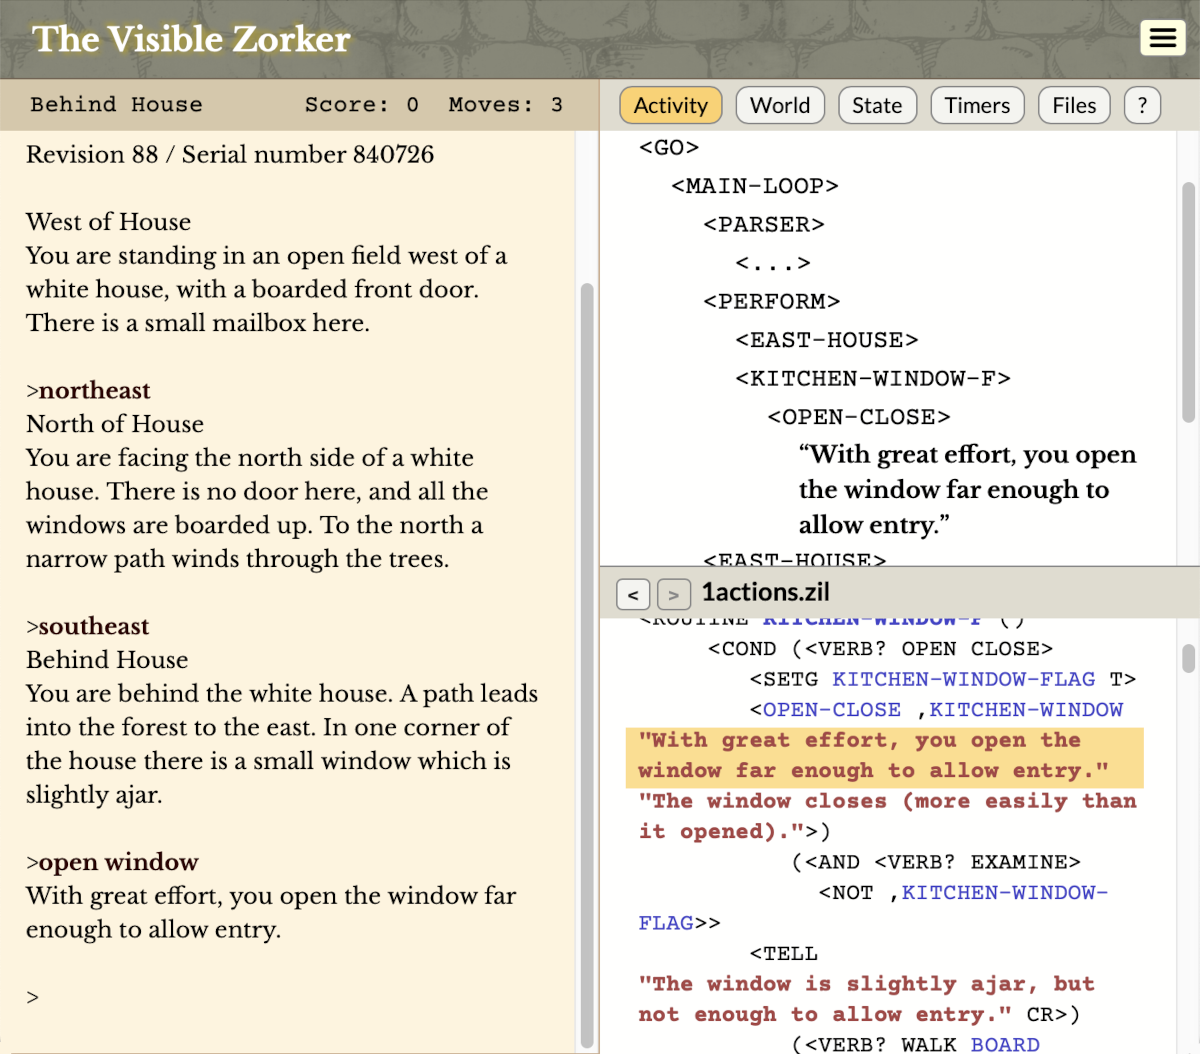 The Visible Zorker
Behind House Score: 0 Moves: 3
Revision 88 / Serial number 840726
West of House
You are standing in an open field west of a
white house, with a boarded front door.
There is a small mailbox here.
>northeast
North of House
You are facing the north side of a white
house. There is no door here, and all the
windows are boarded up. To the north a
narrow path winds through the trees.
>southeast
Behind House
You are behind the white house. A path leads
into the forest to the east. In one corner of
the house there is a small window which is
slightly ajar.
>open window
With great effort, you open the window far
enough to allow entry.
>
Activity World State Timers Files ?
<GO>
<MAIN-LOOP>
<PARSER>
<...>
<PERFORM>
<EAST-HOUSE>
<KITCHEN-WINDOW-F>
<OPEN-CLOSE>
“With great effort, you open
the window far enough to
allow entry.”
<EAST-HOUSE>
< > 1actions.zil
<ROUTINE KITCHEN-WINDOW-F ()
<COND (<VERB? OPEN CLOSE>
<SETG KITCHEN-WINDOW-FLAG T>
<OPEN-CLOSE ,KITCHEN-WINDOW
"With great effort, you open the
window far enough to allow entry."
"The window closes (more easily than
it opened).">)
(<AND <VERB? EXAMINE>
<NOT ,KITCHEN-WINDOW-
FLAG>>
<TELL
"The window is slightly ajar, but
not enough to allow entry." CR>)
(<VERB? WALK BOARD